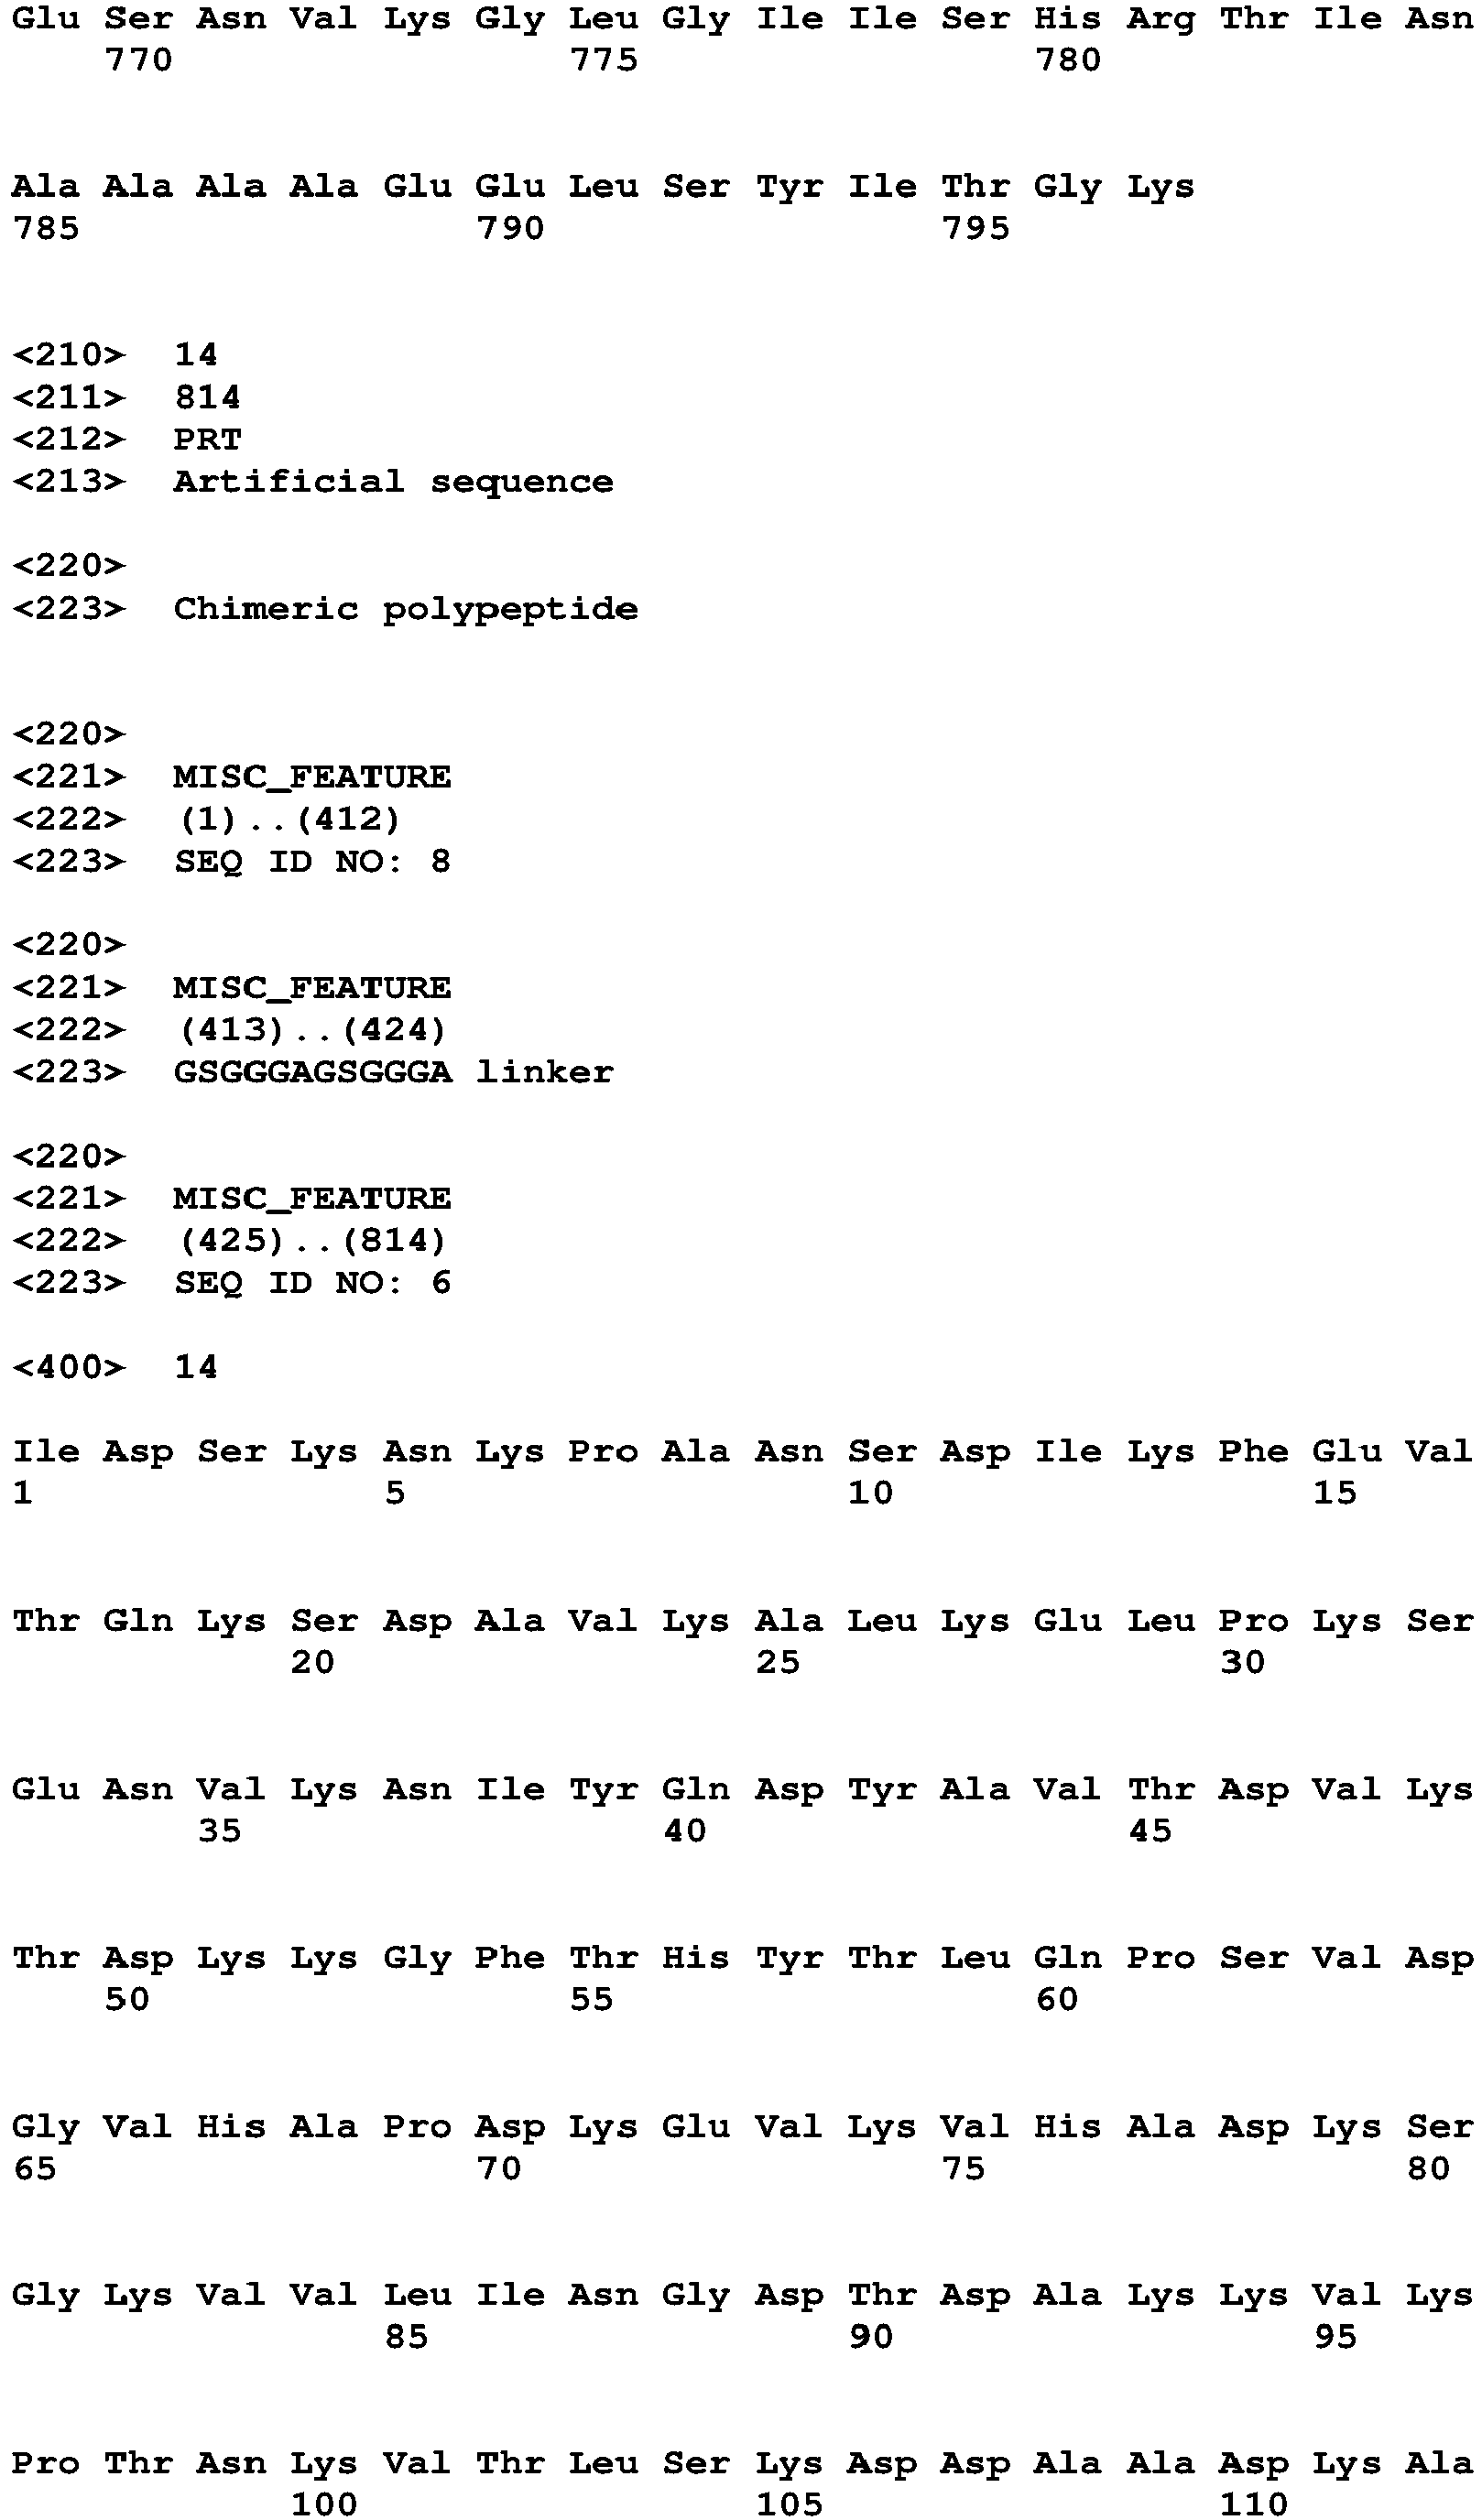 Glu Ser Asn Val Lys Gly Leu Gly Ile Ile Ser His Arg Thr Ile Asn
770 775 780
Ala Ala Ala Ala Glu Glu Leu Ser Tyr Ile Thr Gly Lys
785 790 795
<210> 14
<211> 814
<212> PRT
<213> Artificial sequence
<220>
<223> Chimeric polypeptide
<220>
<221> MISC_FEATURE
<222> (1)..(412)
<223> SEQ ID NO: 8
<220>
<221> MISC_FEATURE
<222> (413)..(424)
<223> GSGGGAGSGGGA linker
<220>
<221> MISC_FEATURE
<222> (425)..(814)
<223> SEQ ID NO: 6
<400> 14
Ile Asp Ser Lys Asn Lys Pro Ala Asn Ser Asp Ile Lys Phe Glu Val
1 5 10 15
Thr Gln Lys Ser Asp Ala Val Lys Ala Leu Lys Glu Leu Pro Lys Ser
20 25 30
Glu Asn Val Lys Asn Ile Tyr Gln Asp Tyr Ala Val Thr Asp Val Lys
35 40 45
Thr Asp Lys Lys Gly Phe Thr His Tyr Thr Leu Gln Pro Ser Val Asp
50 55 60
Gly Val His Ala Pro Asp Lys Glu Val Lys Val His Ala Asp Lys Ser
65 70 75 80
Gly Lys Val Val Leu Ile Asn Gly Asp Thr Asp Ala Lys Lys Val Lys
85 90 95
Pro Thr Asn Lys Val Thr Leu Ser Lys Asp Asp Ala Ala Asp Lys Ala
100 105 110